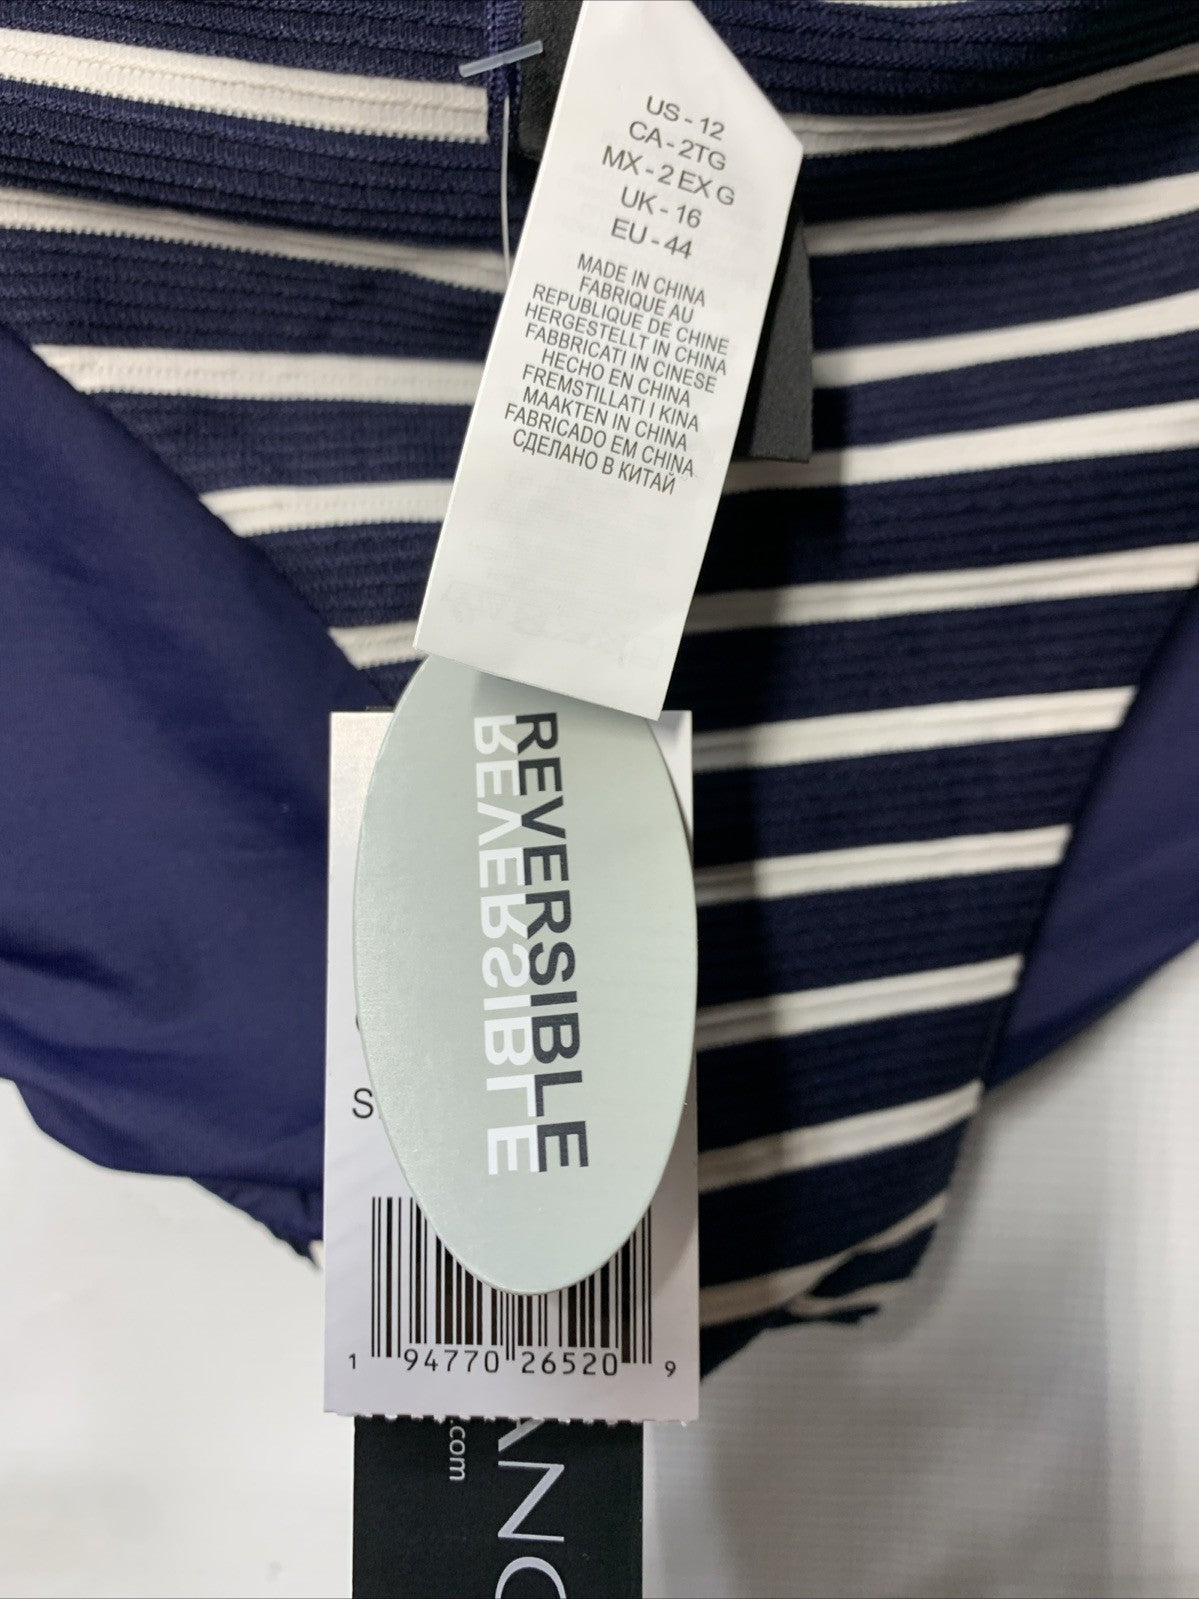 US - 12
CA - 2TG
MX - 2 EX G
UK - 16
EU - 44
MADE IN CHINA
FABRIQUE AU
REPUBLIQUE DE CHINE
HERGESTELLT IN CHINA
FABBRICATI IN CINESE
HECHO EN CHINA
FREMSTILLATI I KINA
MAAKTEN IN CHINA
FABRICADO EM CHINA
СДЕЛАНО В КИТАЙ
REVERSIBLE
REVERSIBLE
1 94770 26520 9
.com